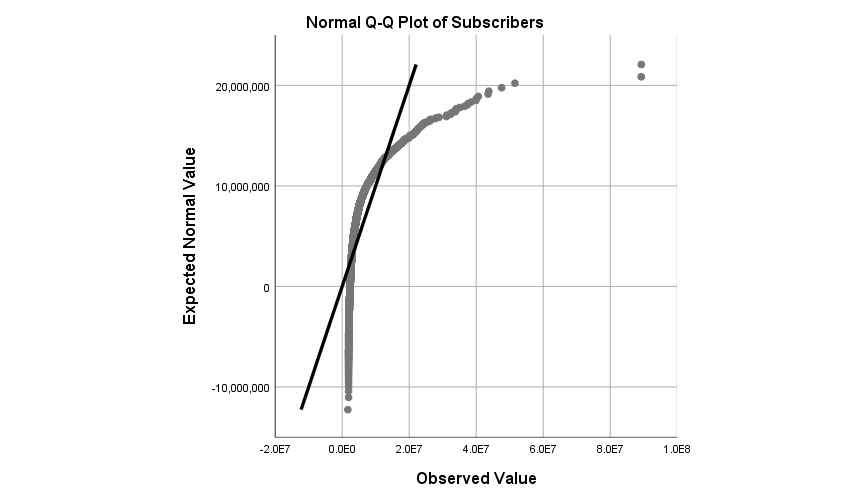 Normal Q-Q Plot of Subscribers
Expected Normal Value
20,000,000
10,000,000
0
-10,000,000
-2.0E7 0.0E0 2.0E7 4.0E7 6.0E7 8.0E7 1.0E8
Observed Value